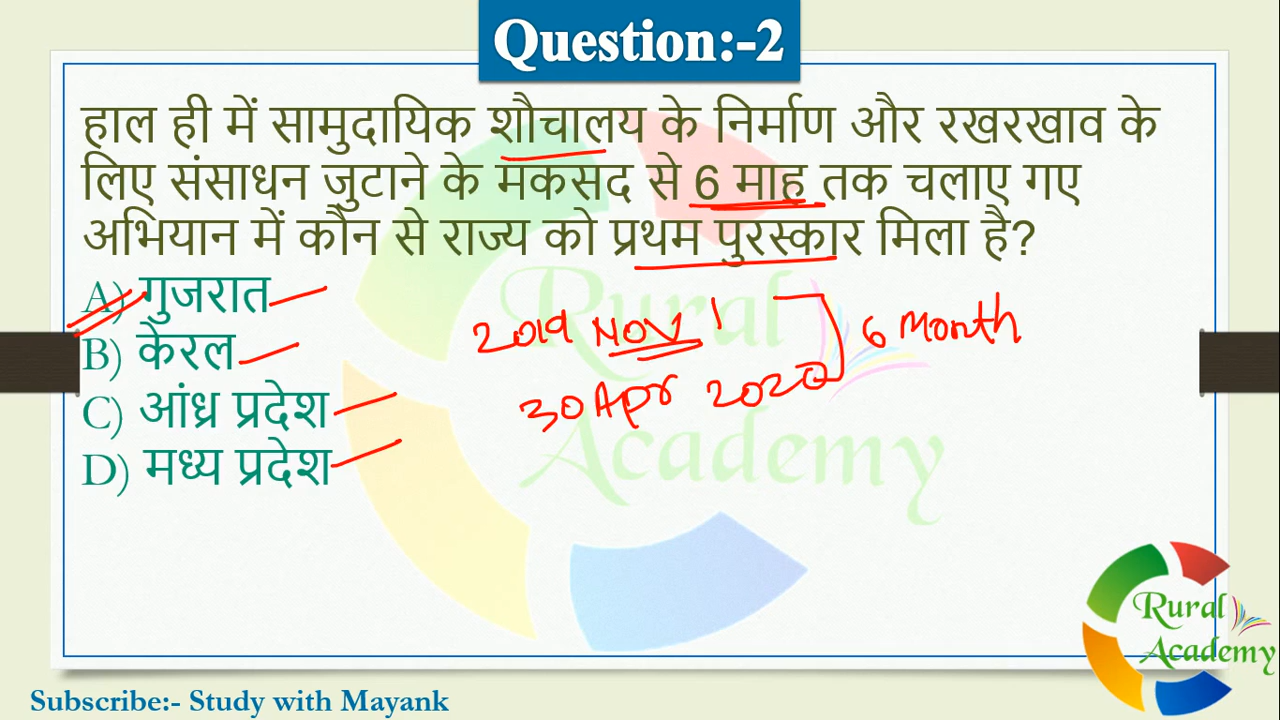 Question:-2
हाल ही में सामुदायिक शौचालय के निर्माण और रखरखाव के
लिए संसाधन जुटाने के मकसद से 6 माह तक चलाए गए
अभियान में कौन से राज्य को प्रथम पुरस्कार मिला है?
A) गुजरात
B) केरल
C) आंध्र प्रदेश
D) मध्य प्रदेश
2019 NOV 1
30 Apr 2020
6 Month
Rural
Academy
Rural
Academy
Subscribe:- Study with Mayank